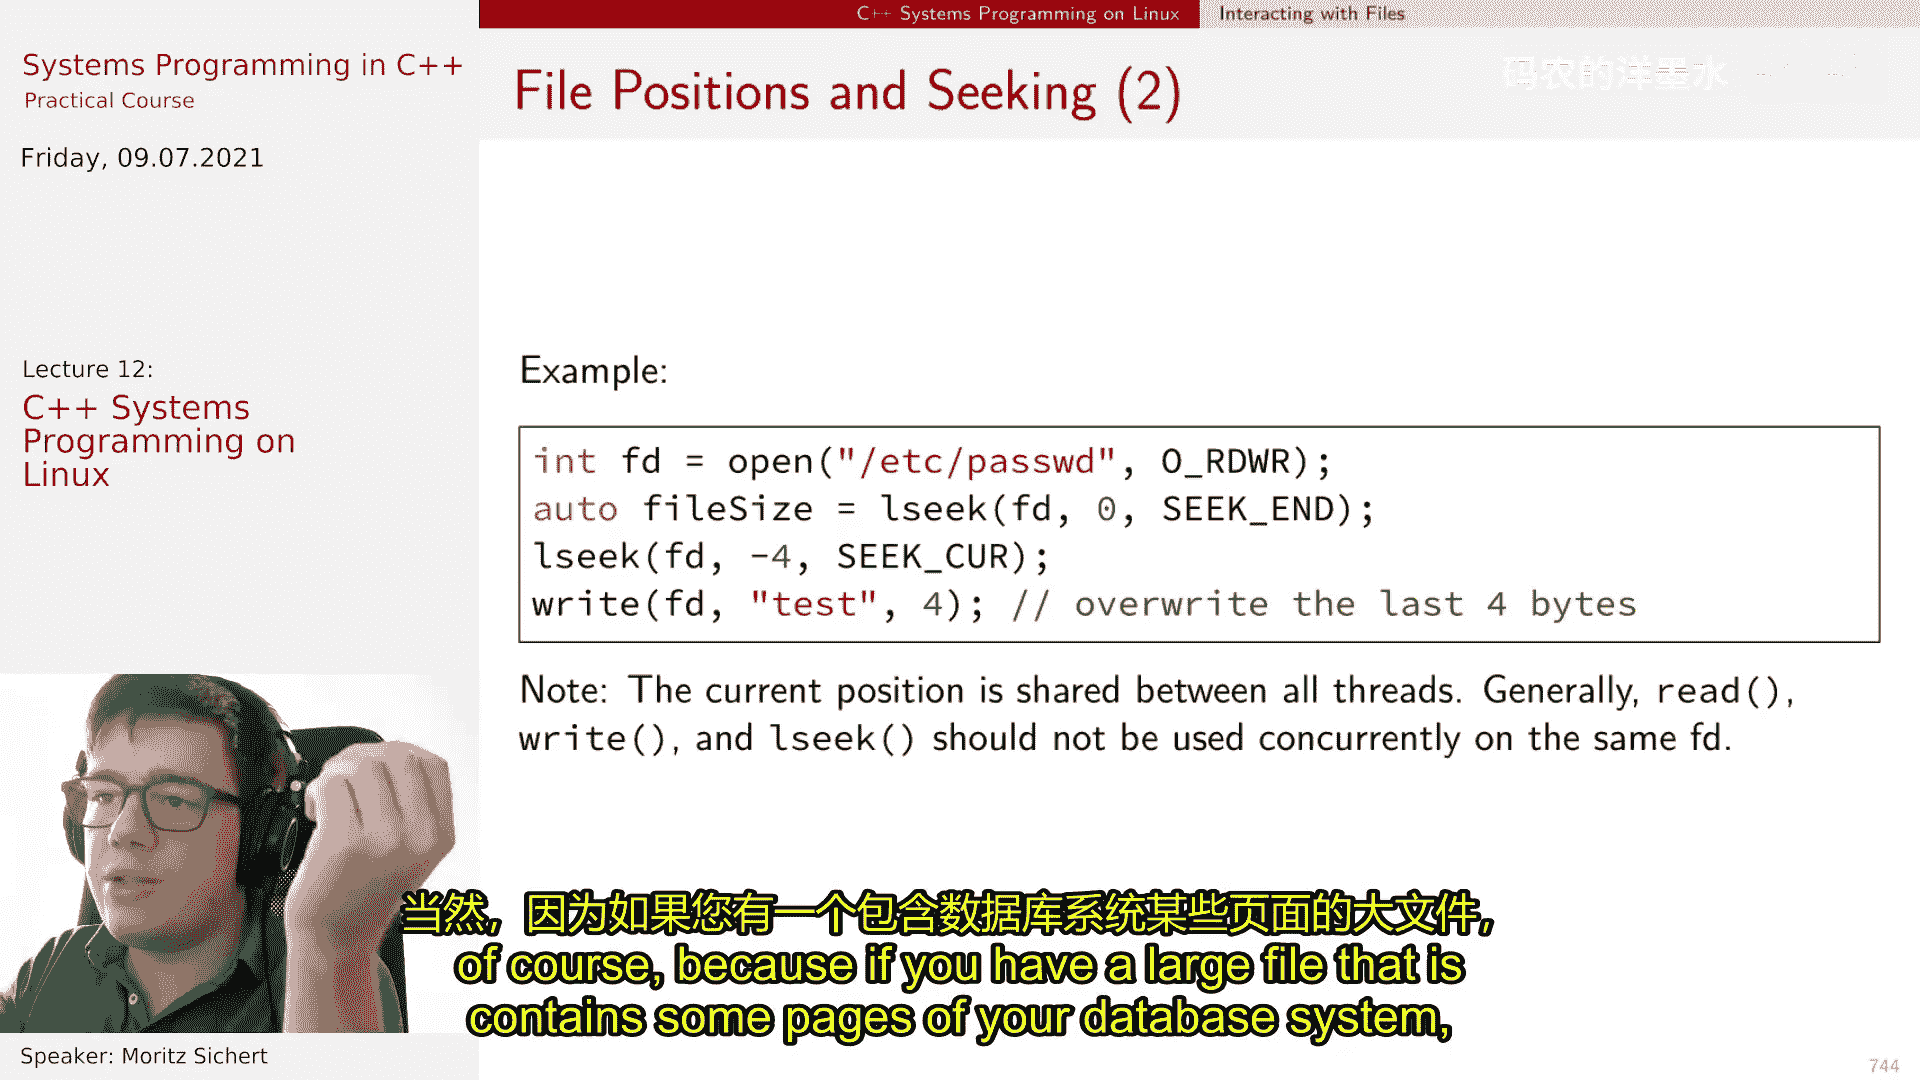 C++ Systems Programming on Linux
Interacting with Files
Systems Programming in C++
Practical Course
Friday, 09.07.2021
File Positions and Seeking (2)
码农的洋墨水
Lecture 12:
C++ Systems
Programming on
Linux
Example:
int fd = open("/etc/passwd", O_RDWR);
auto fileSize = lseek(fd, 0, SEEK_END);
lseek(fd, -4, SEEK_CUR);
write(fd, "test", 4); // overwrite the last 4 bytes
Note: The current position is shared between all threads. Generally, read(),
write(), and lseek() should not be used concurrently on the same fd.
当然，因为如果您有一个包含数据库系统某些页面的大文件，
of course, because if you have a large file that is
contains some pages of your database system,
Speaker: Moritz Sichert
744